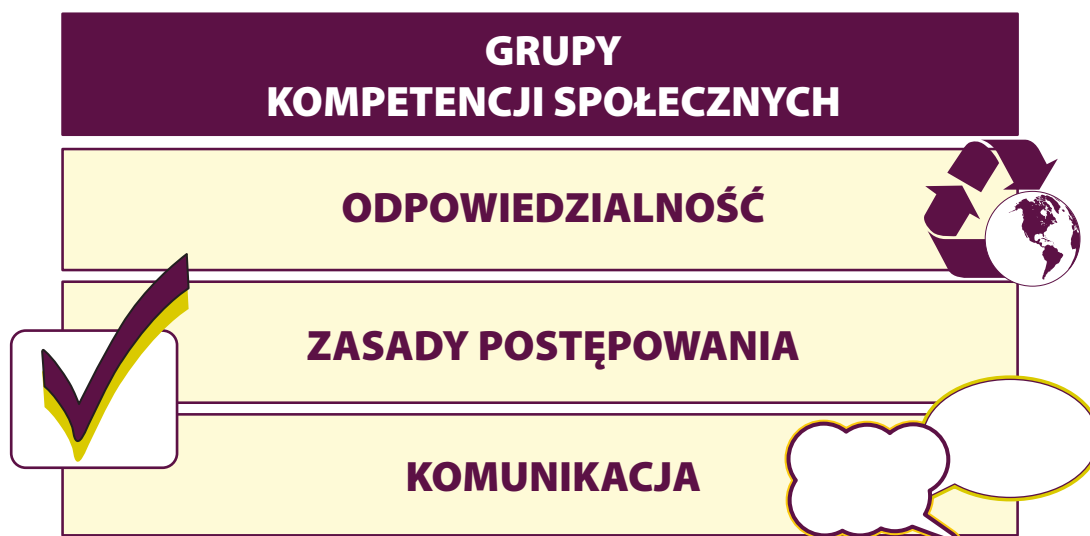 GRUPY
KOMPETENCJI SPOŁECZNYCH
ODPOWIEDZIALNOŚĆ
ZASADY POSTĘPOWANIA
KOMUNIKACJA